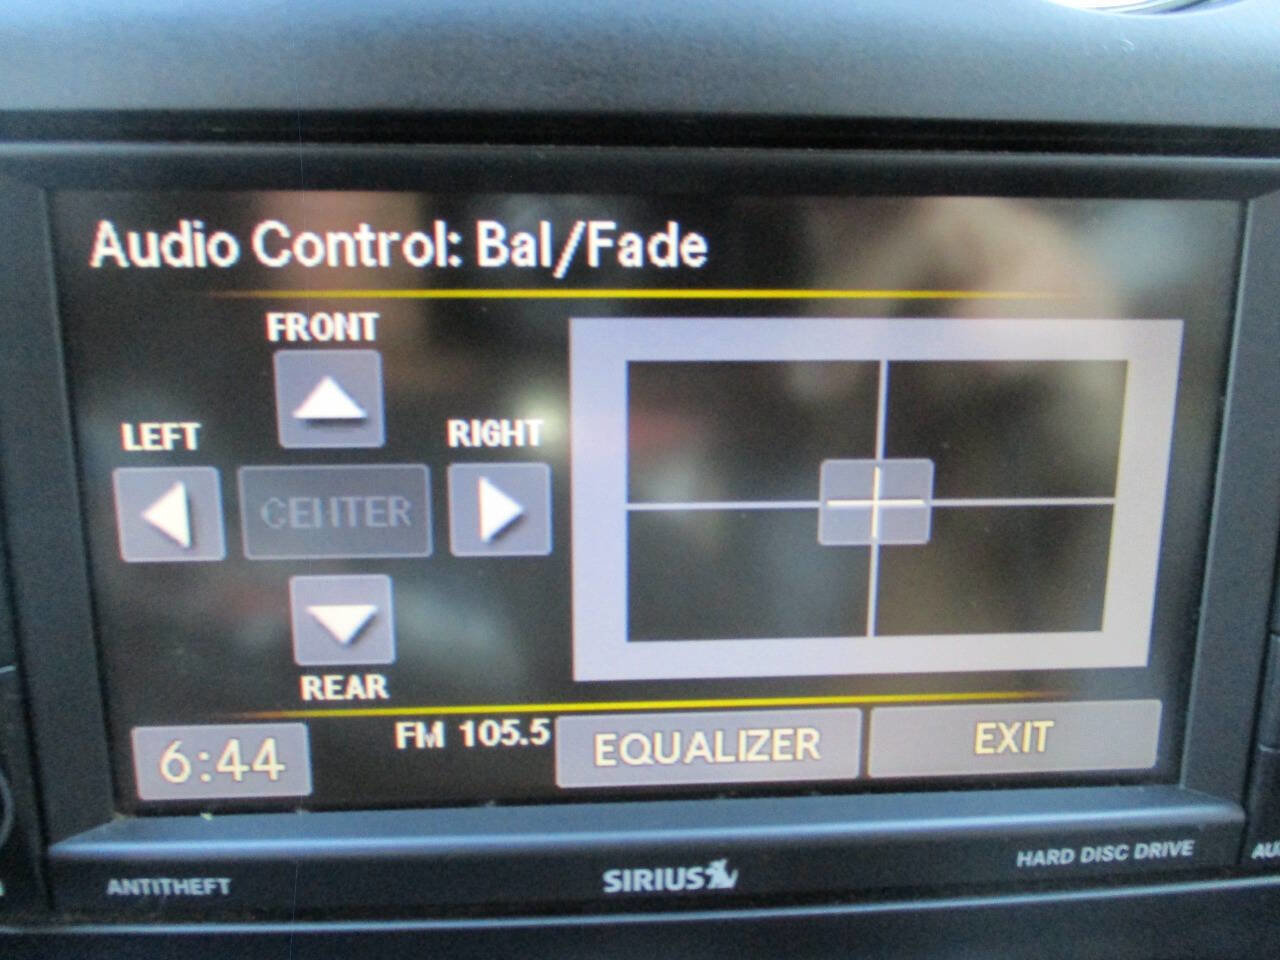 Audio Control: Bal/Fade
FRONT
LEFT
RIGHT
CENTER
REAR
6:44
FM 105.5
EQUALIZER
EXIT
ANTITHEFT
SIRIUS
HARD DISC DRIVE